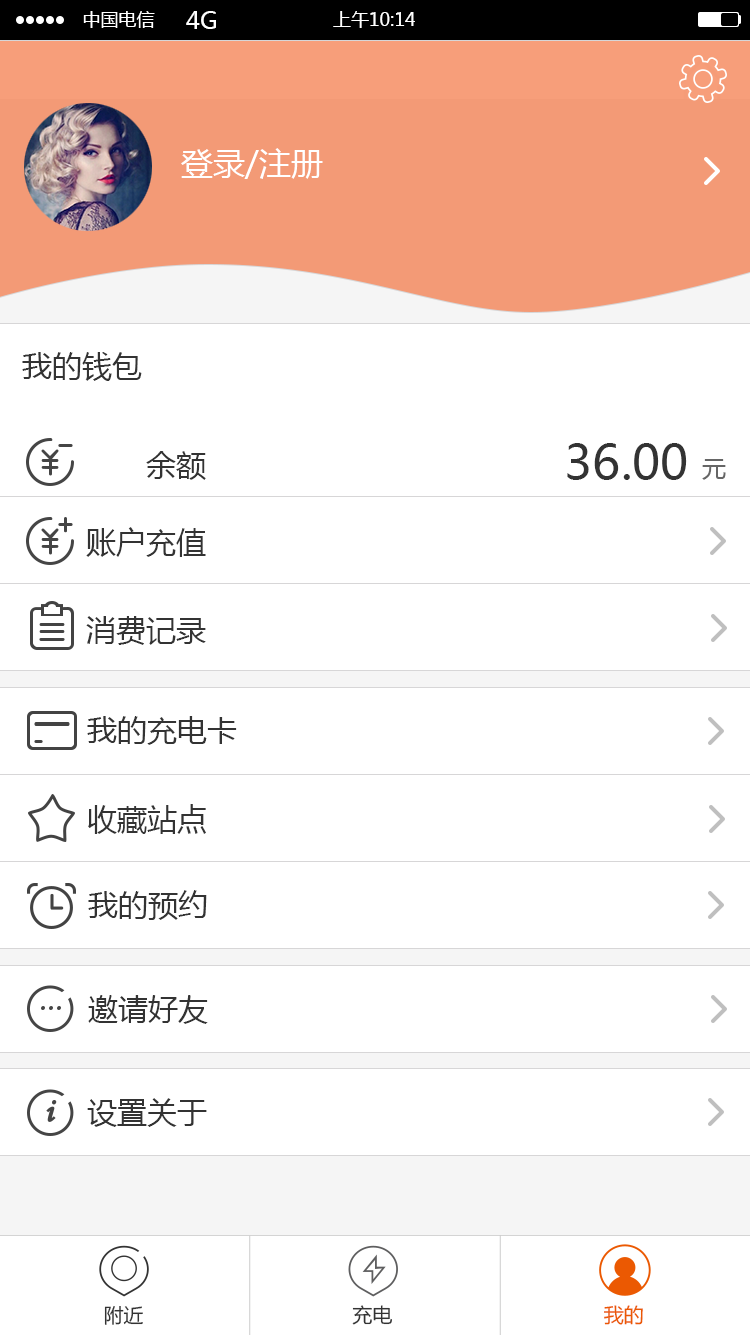 中国电信 4G 上午10:14
登录/注册
我的钱包
余额 36.00 元
账户充值
消费记录
我的充电卡
收藏站点
我的预约
邀请好友
设置关于
附近 充电 我的